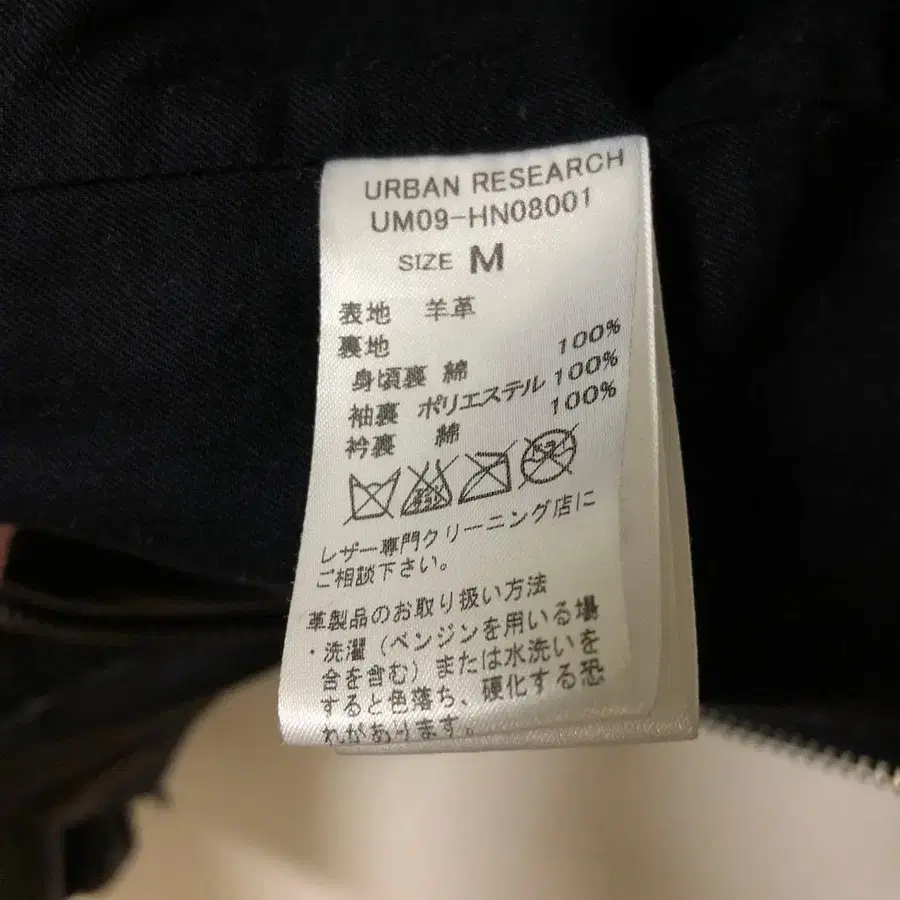 URBAN RESEARCH
UM09-HN08001
SIZE M
表地 羊革
裏地
身頃裏 綿 100%
袖裏 ポリエステル 100%
衿裏 綿 100%
レザー専門クリーニング店に
ご相談下さい。
革製品のお取り扱い方法
・洗濯（ベンジンを用いる場
合を含む）または水洗いを
すると色落ち、硬化する恐
れがあります。